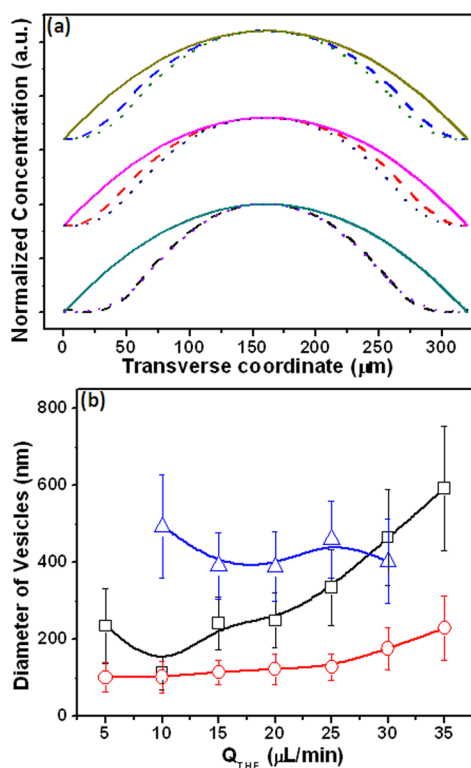 (a)
Normalized Concentration (a.u.)
0 50 100 150 200 250 300
Transverse coordinate (μm)
(b)
Diameter of Vesicles (nm)
800
600
400
200
0
5 10 15 20 25 30 35
Q_THF (μL/min)